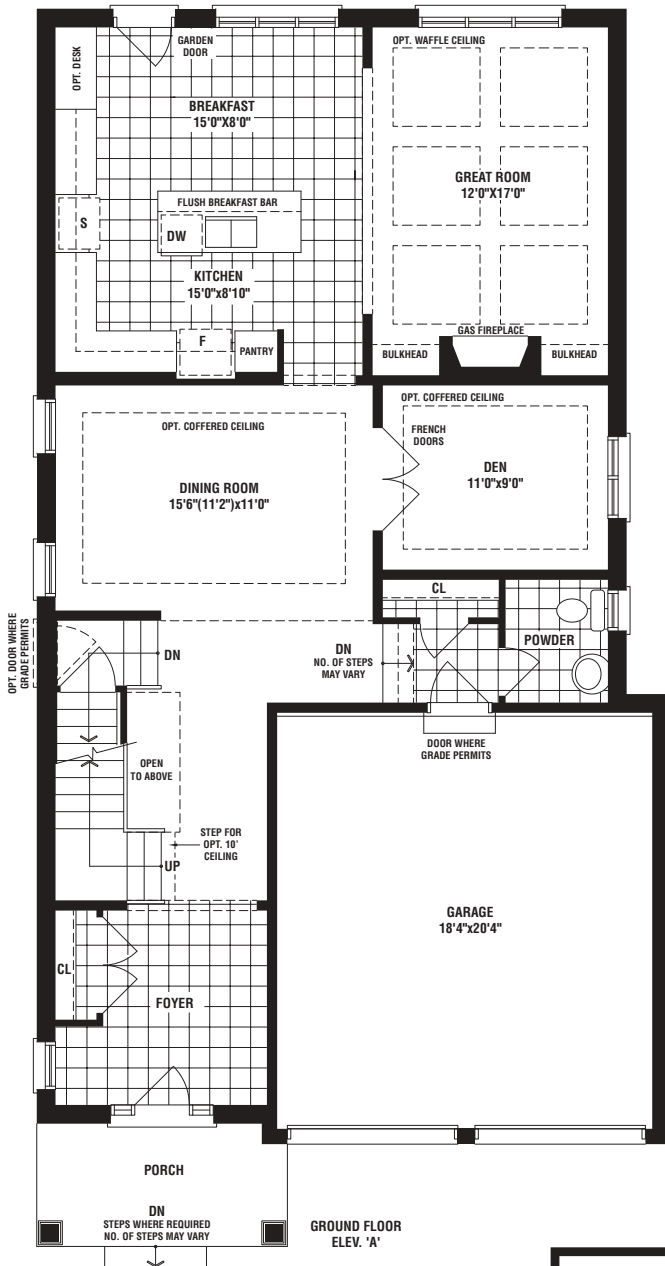 OPT. DESK
GARDEN
DOOR
BREAKFAST
15'0"X8'0"
OPT. WAFFLE CEILING
GREAT ROOM
12'0"X17'0"
FLUSH BREAKFAST BAR
S
DW
KITCHEN
15'0"x8'10"
F
PANTRY
GAS FIREPLACE
BULKHEAD
BULKHEAD
OPT. COFFERED CEILING
DINING ROOM
15'6"(11'2")x11'0"
OPT. COFFERED CEILING
FRENCH
DOORS
DEN
11'0"x9'0"
CL
POWDER
OPT. DOOR WHERE
GRADE PERMITS
DN
DN
NO. OF STEPS
MAY VARY
DOOR WHERE
GRADE PERMITS
OPEN
TO ABOVE
STEP FOR
OPT. 10'
CEILING
UP
GARAGE
18'4"x20'4"
CL
FOYER
PORCH
DN
STEPS WHERE REQUIRED
NO. OF STEPS MAY VARY
GROUND FLOOR
ELEV. 'A'